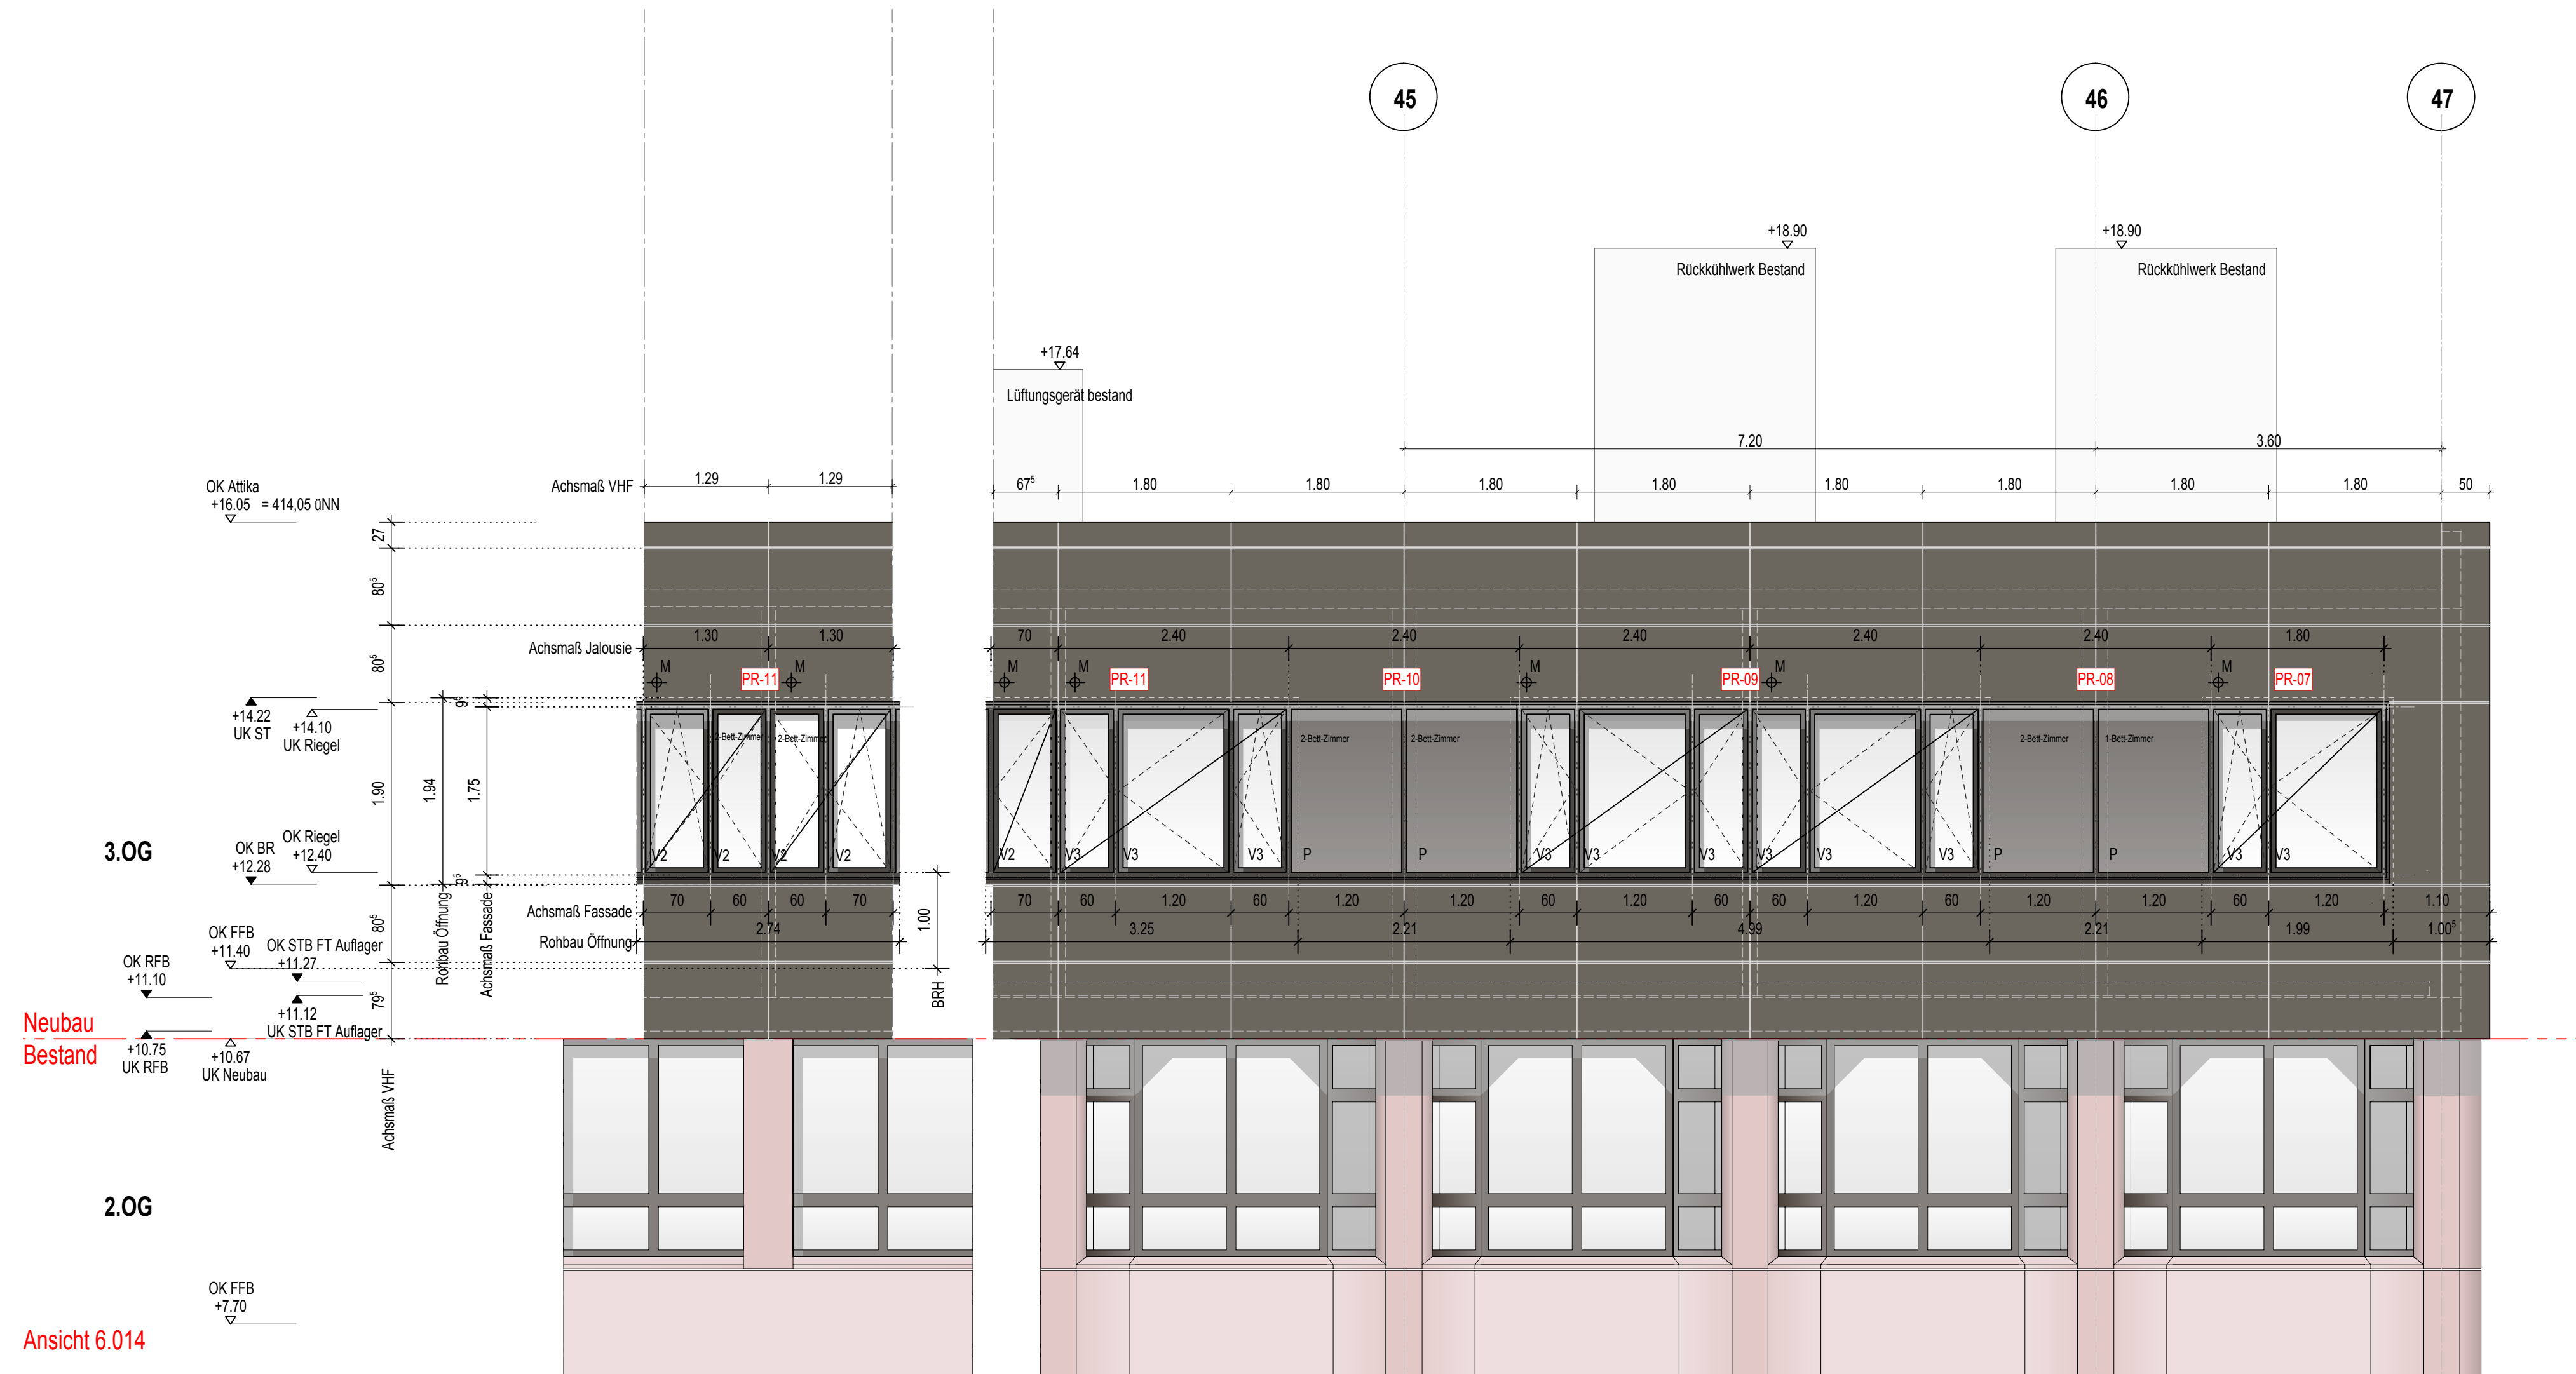 45 46 47
+18.90 +18.90
Rückkühlwerk Bestand Rückkühlwerk Bestand
+17.64
Lüftungsgerät bestand
7.20 3.60
Achsmaß VHF 1.29 1.29 67⁵ 1.80 1.80 1.80 1.80 1.80 1.80 1.80 1.80 50
OK Attika
+16.05 = 414,05 üNN
27
80⁵
80⁵
1.90
80⁵
79⁵
Achsmaß VHF
1.30 1.30 70 2.40 2.40 2.40 2.40 2.40 1.80
Achsmaß Jalousie
M M M M M M M
PR-11 PR-11 PR-10 PR-09 PR-08 PR-07
+14.22
UK ST
+14.10
UK Riegel
9⁵
1.94
1.75
9⁵
Rohbau Öffnung
Achsmaß Fassade
2-Bett-Zimmer 2-Bett-Zimmer 2-Bett-Zimmer 2-Bett-Zimmer 2-Bett-Zimmer 1-Bett-Zimmer
3.OG
OK BR
+12.28
OK Riegel
+12.40
V2 V2 V2 V2 V2 V3 V3 V3 P P V3 V3 V3 V3 V3 V3 P P V3 V3
Achsmaß Fassade 70 60 60 70 70 60 1.20 60 1.20 1.20 60 1.20 60 60 1.20 60 1.20 1.20 60 1.20 1.10
Rohbau Öffnung 2.74 3.25 2.21 4.99 2.21 1.99 1.00⁵
1.00
BRH
OK FFB
+11.40
OK STB FT Auflager
+11.27
OK RFB
+11.10
+11.12
UK STB FT Auflager
Neubau
Bestand
+10.75
UK RFB
+10.67
UK Neubau
2.OG
OK FFB
+7.70
Ansicht 6.014